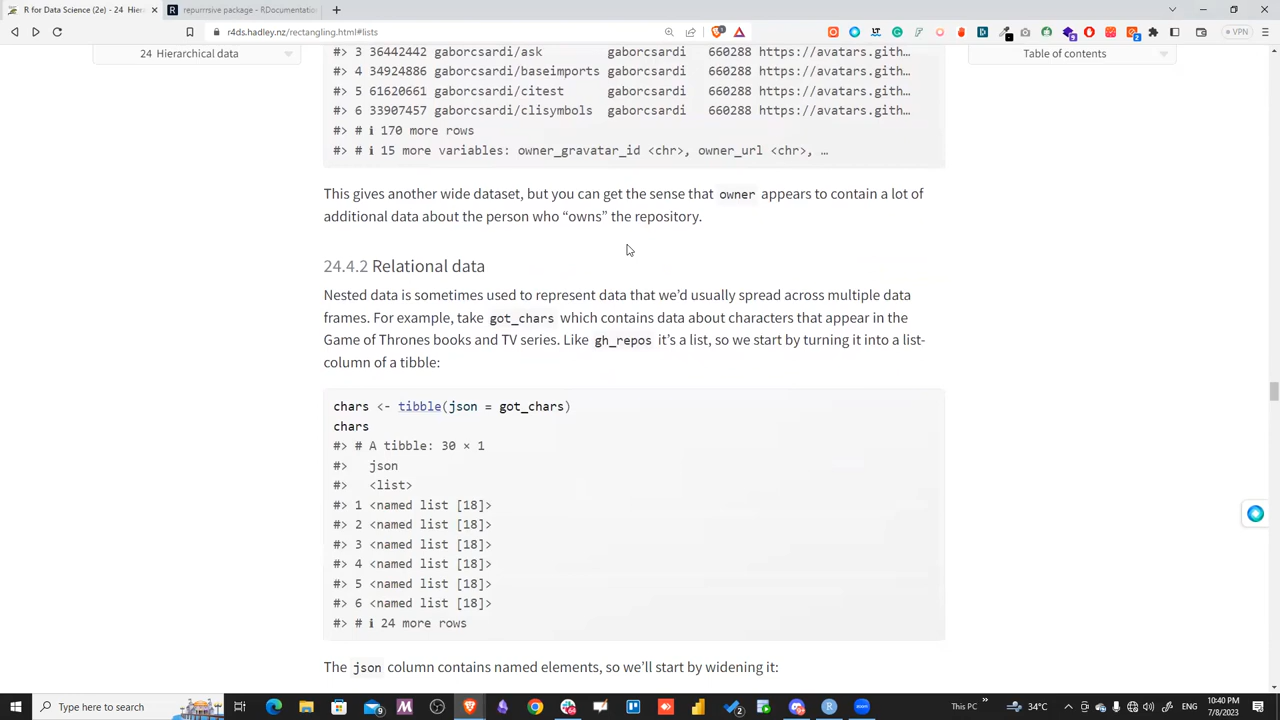 R for Data Science (2e) - 24 Hie
repurrrsive package - RDocumentatio
r4ds.hadley.nz/rectangling.html#lists
VPN
24 Hierarchical data
Table of contents
#> 3 36442442 gaborcsardi/ask gaborcsardi 660288 https://avatars.gith…
#> 4 34924886 gaborcsardi/baseimports gaborcsardi 660288 https://avatars.gith…
#> 5 61620661 gaborcsardi/citest gaborcsardi 660288 https://avatars.gith…
#> 6 33907457 gaborcsardi/clisymbols gaborcsardi 660288 https://avatars.gith…
#> # ℹ 170 more rows
#> # ℹ 15 more variables: owner_gravatar_id <chr>, owner_url <chr>, …
This gives another wide dataset, but you can get the sense that owner appears to contain a lot of
additional data about the person who “owns” the repository.
24.4.2 Relational data
Nested data is sometimes used to represent data that we’d usually spread across multiple data
frames. For example, take got_chars which contains data about characters that appear in the
Game of Thrones books and TV series. Like gh_repos it’s a list, so we start by turning it into a list-
column of a tibble:
chars <- tibble(json = got_chars)
chars
#> # A tibble: 30 × 1
#> json
#> <list>
#> 1 <named list [18]>
#> 2 <named list [18]>
#> 3 <named list [18]>
#> 4 <named list [18]>
#> 5 <named list [18]>
#> 6 <named list [18]>
#> # ℹ 24 more rows
The json column contains named elements, so we’ll start by widening it:
Type here to search
This PC
34°C
10:40 PM
7/8/2023